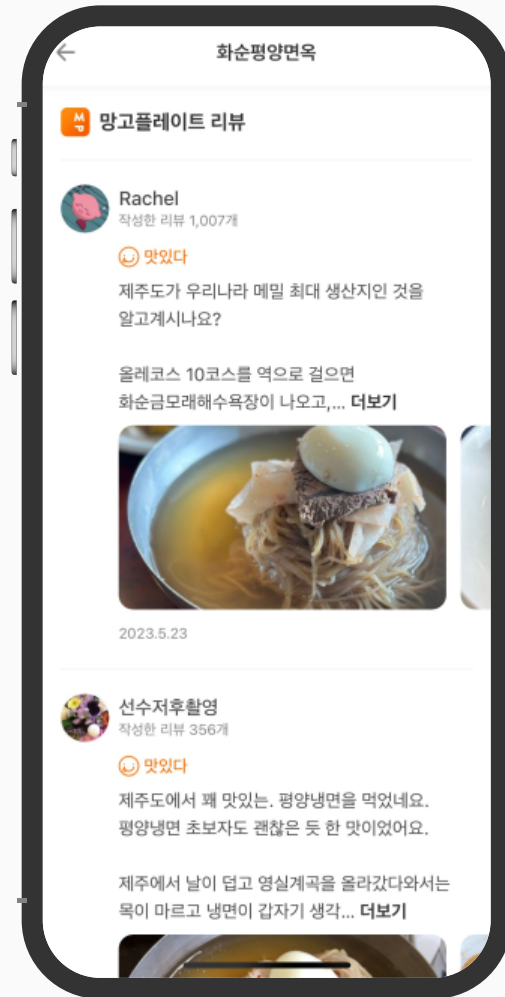 화순평양면옥
MP 망고플레이트 리뷰
Rachel
작성한 리뷰 1,007개
맛있다
제주도가 우리나라 메밀 최대 생산지인 것을
알고계시나요?
올레코스 10코스를 역으로 걸으면
화순금모래해수욕장이 나오고,... 더보기
2023.5.23
선수저후촬영
작성한 리뷰 356개
맛있다
제주도에서 꽤 맛있는. 평양냉면을 먹었네요.
평양냉면 초보자도 괜찮은 듯 한 맛이었어요.
제주에서 날이 덥고 영실계곡을 올라갔다와서는
목이 마르고 냉면이 갑자기 생각... 더보기